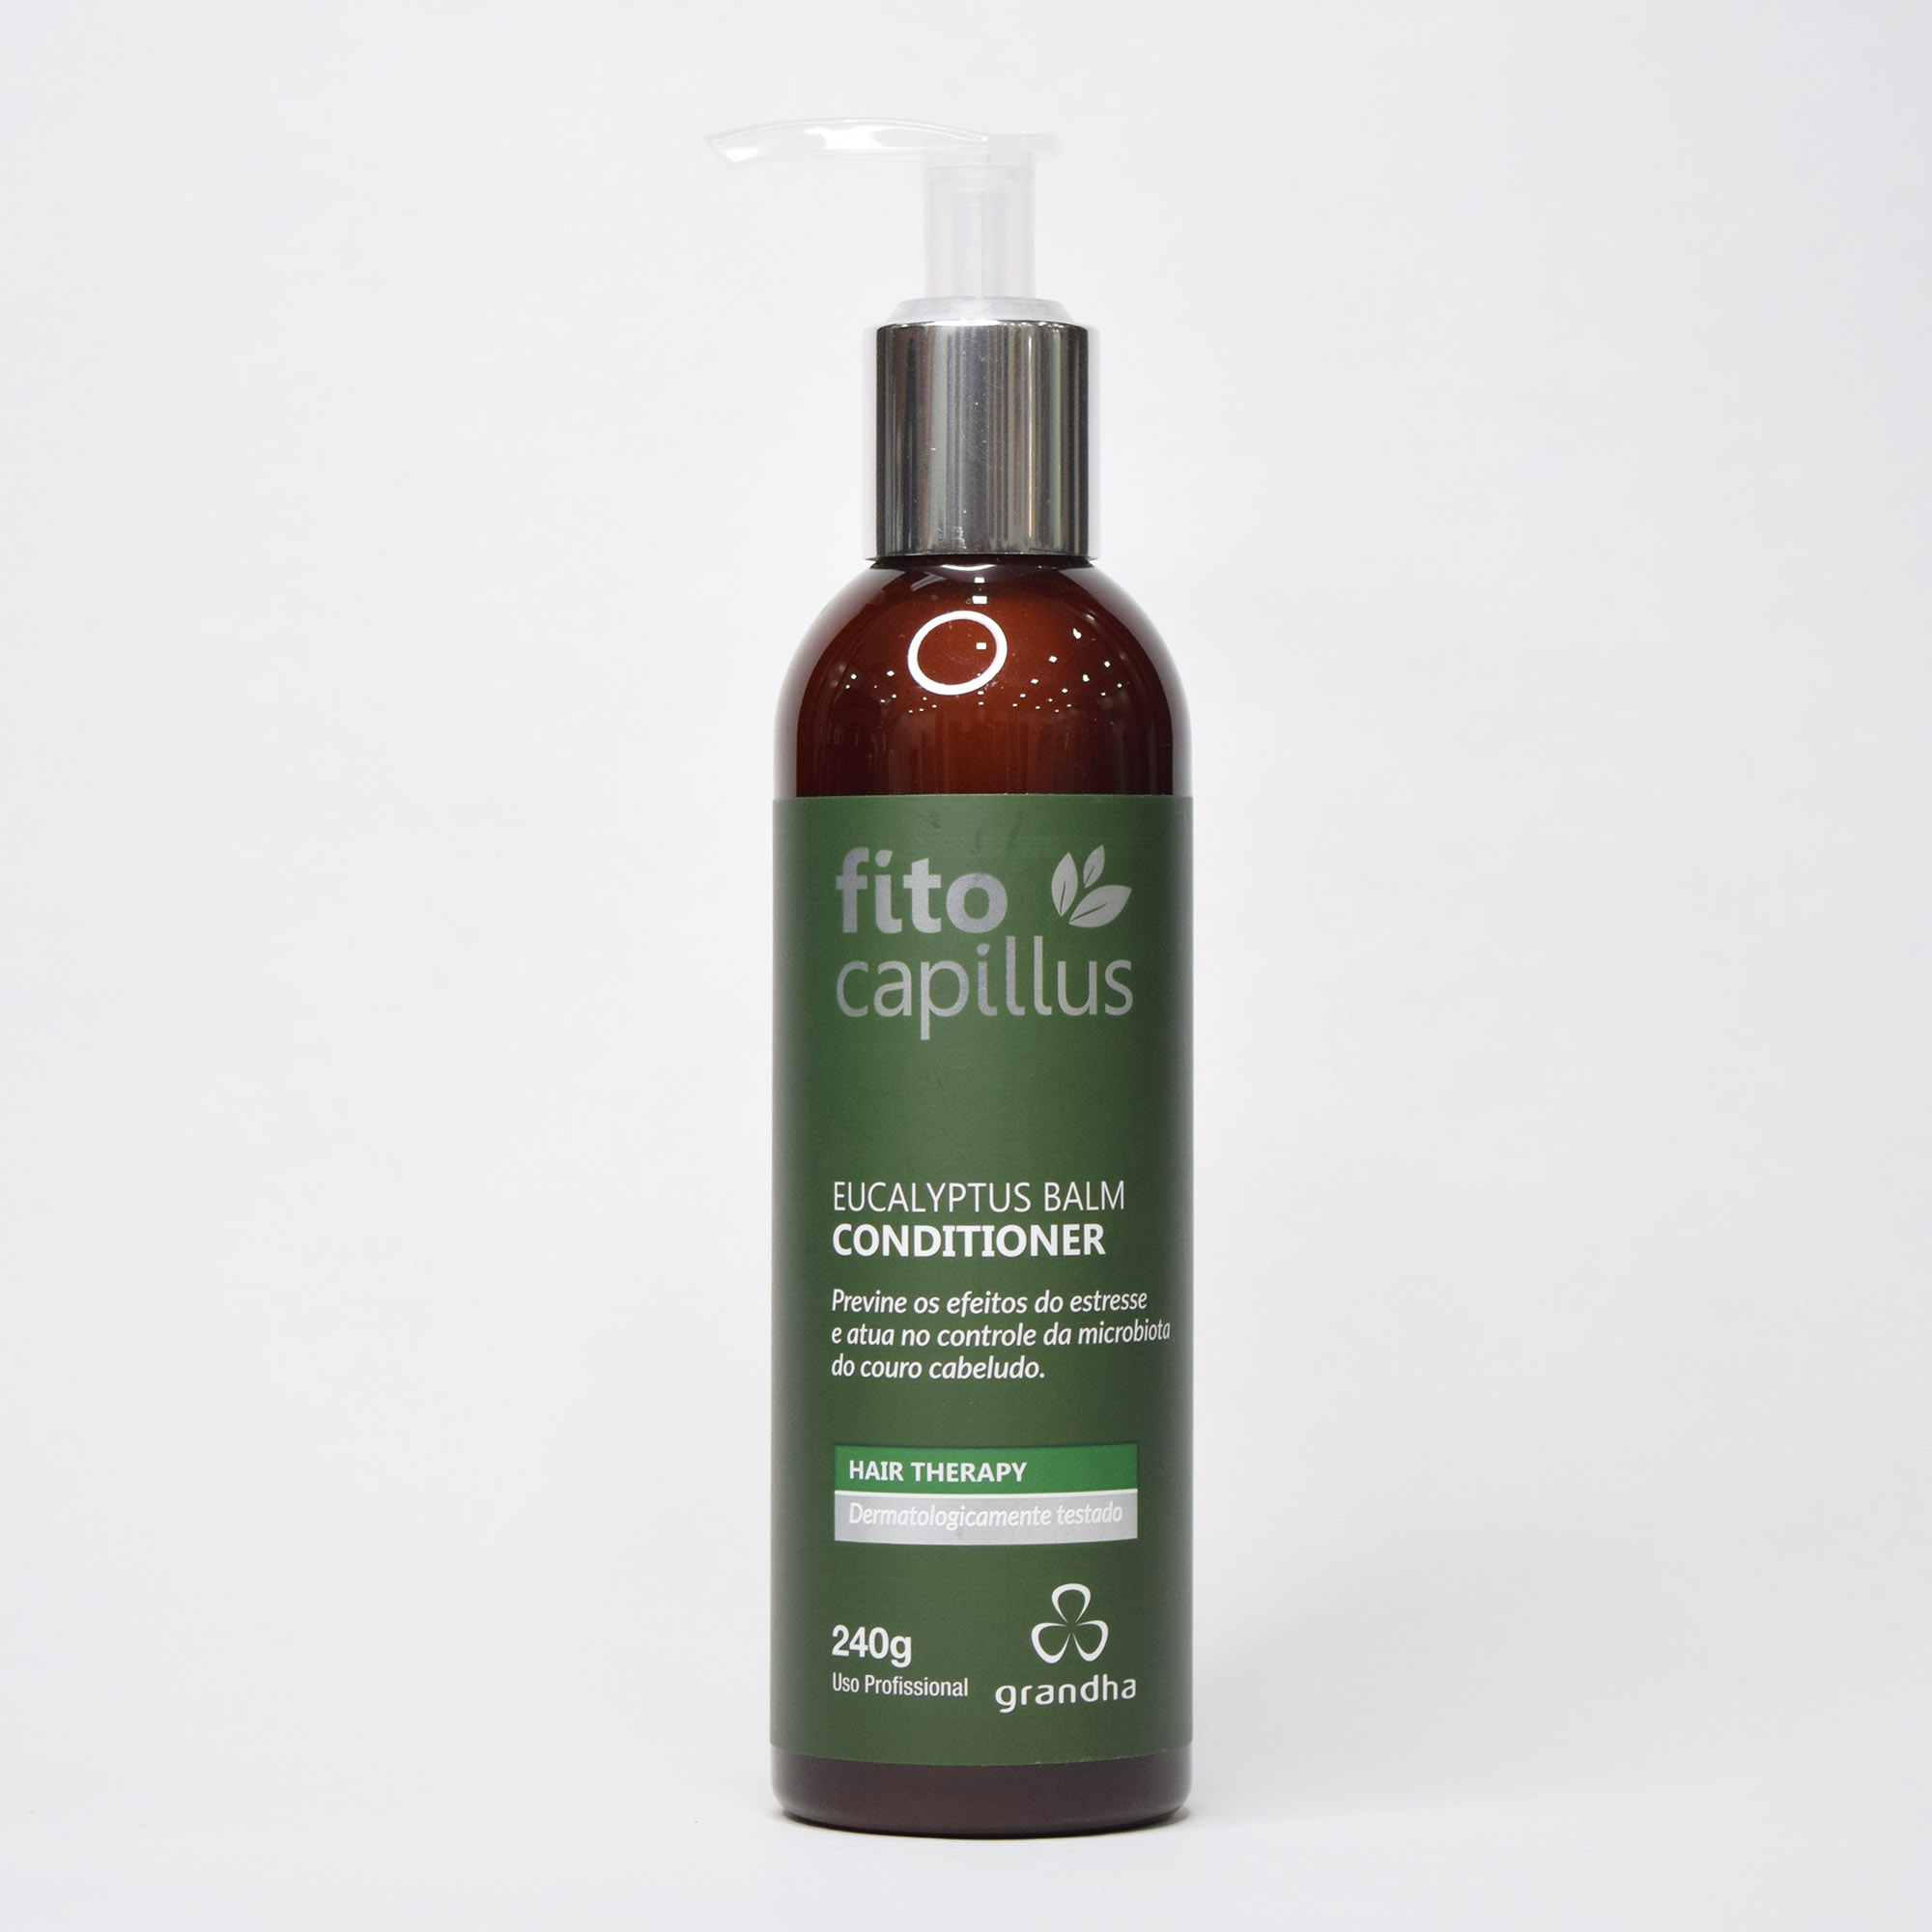 fito
capillus
EUCALYPTUS BALM
CONDITIONER
Previne os efeitos do estresse
e atua no controle da microbiota
do couro cabeludo.
HAIR THERAPY
Dermatologicamente testado
240g
Uso Profissional
grandha